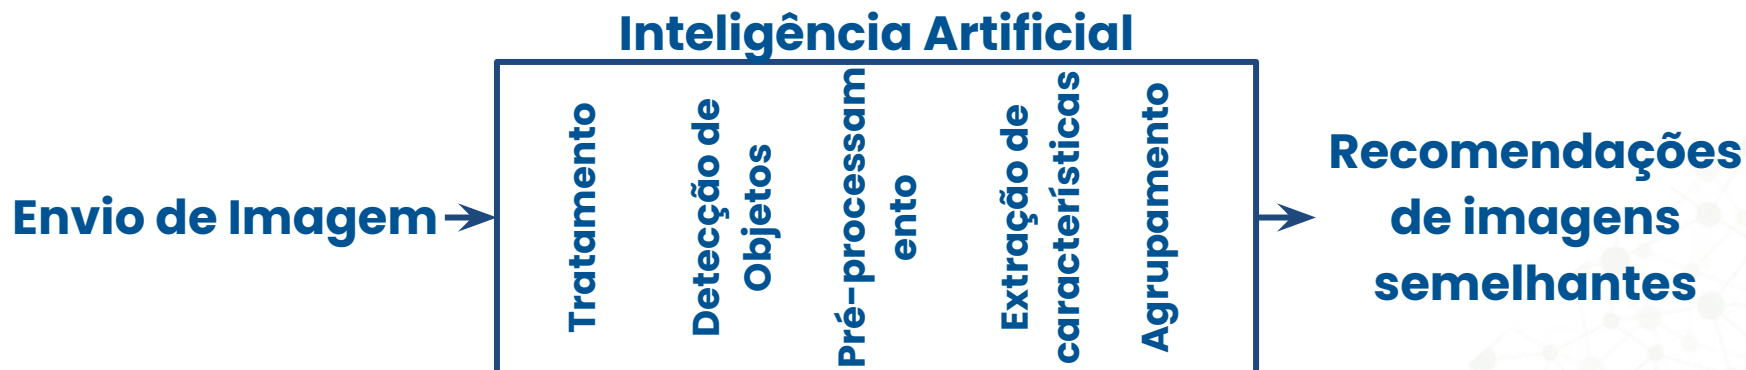 Inteligência Artificial
Envio de Imagem
Tratamento
Detecção de
Objetos
Pré-processam
ento
Extração de
características
Agrupamento
Recomendações
de imagens
semelhantes